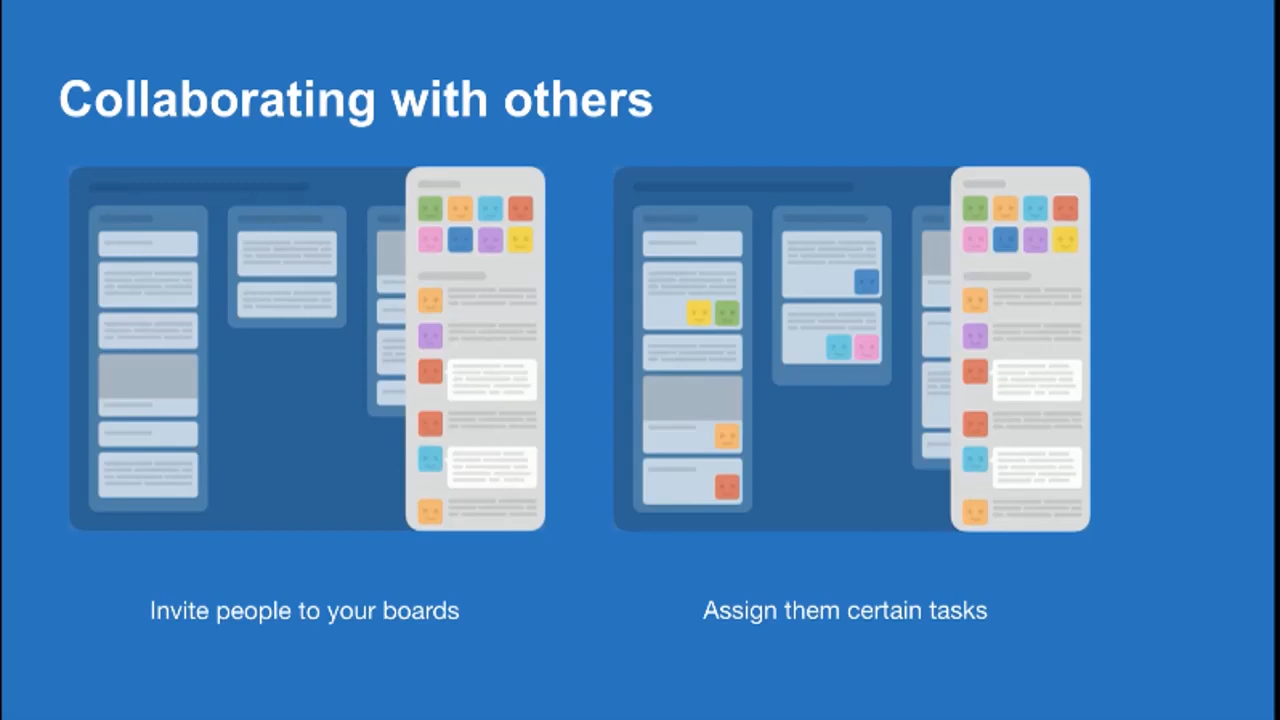 Collaborating with others
Invite people to your boards
Assign them certain tasks